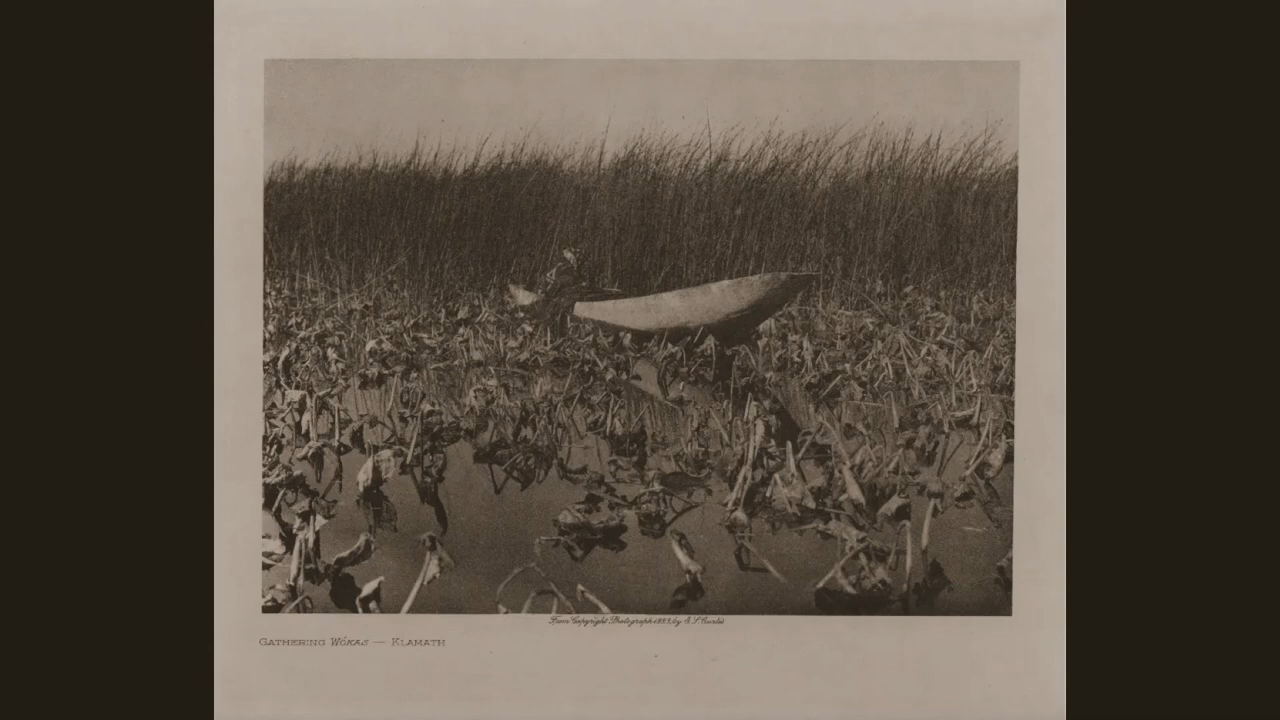 From Copyright Photograph 1923 by E.S. Curtis
GATHERING WÓKAS — KLAMATH